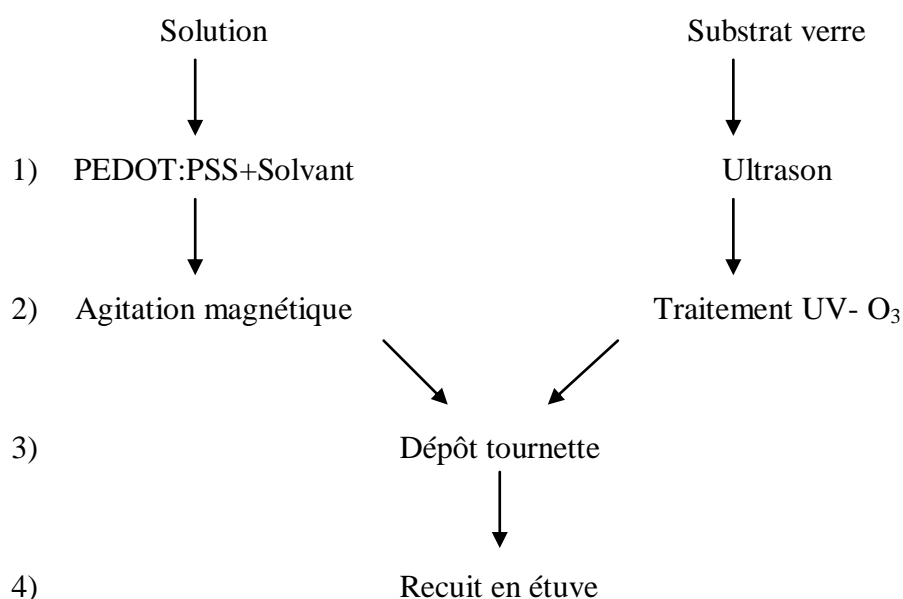 Solution Substrat verre
1) PEDOT:PSS+Solvant Ultrason
2) Agitation magnétique Traitement UV- O₃
3) Dépôt tournette
4) Recuit en étuve